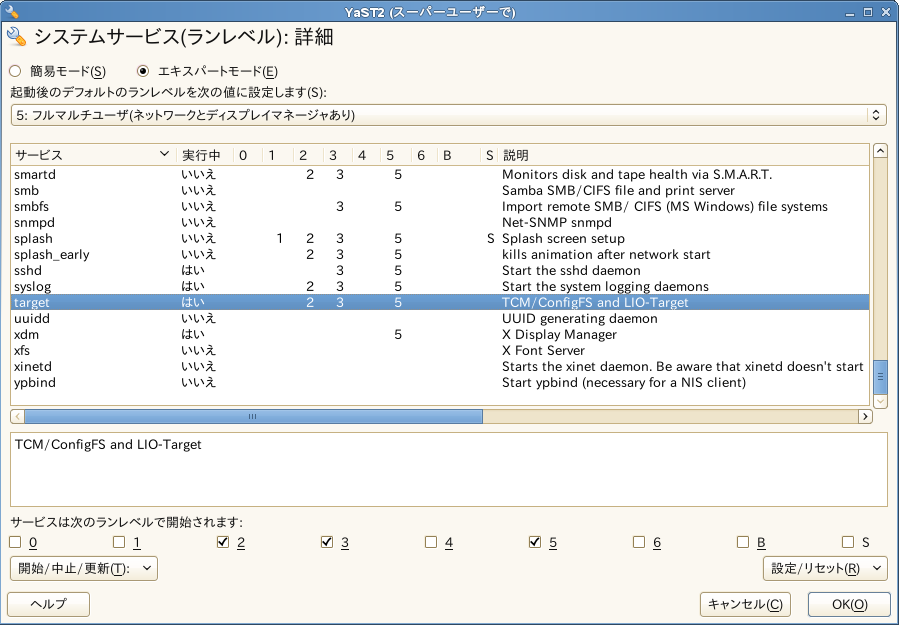 YaST2 (スーパーユーザーで)
システムサービス(ランレベル): 詳細
簡易モード(S) エキスパートモード(E)
起動後のデフォルトのランレベルを次の値に設定します(S):
5: フルマルチユーザ(ネットワークとディスプレイマネージャあり)
サービス 実行中 0 1 2 3 4 5 6 B S 説明
smartd いいえ 2 3 5 Monitors disk and tape health via S.M.A.R.T.
smb いいえ Samba SMB/CIFS file and print server
smbfs いいえ 3 5 Import remote SMB/ CIFS (MS Windows) file systems
snmpd いいえ Net-SNMP snmpd
splash いいえ 1 2 3 5 S Splash screen setup
splash_early いいえ 2 3 5 kills animation after network start
sshd はい 3 5 Start the sshd daemon
syslog はい 2 3 5 Start the system logging daemons
target はい 2 3 5 TCM/ConfigFS and LIO-Target
uuidd いいえ UUID generating daemon
xdm はい 5 X Display Manager
xfs いいえ X Font Server
xinetd いいえ Starts the xinet daemon. Be aware that xinetd doesn't start
ypbind いいえ Start ypbind (necessary for a NIS client)
TCM/ConfigFS and LIO-Target
サービスは次のランレベルで開始されます:
0 1 2 3 4 5 6 B S
開始/中止/更新(T): 設定/リセット(R)
ヘルプ キャンセル(C) OK(O)